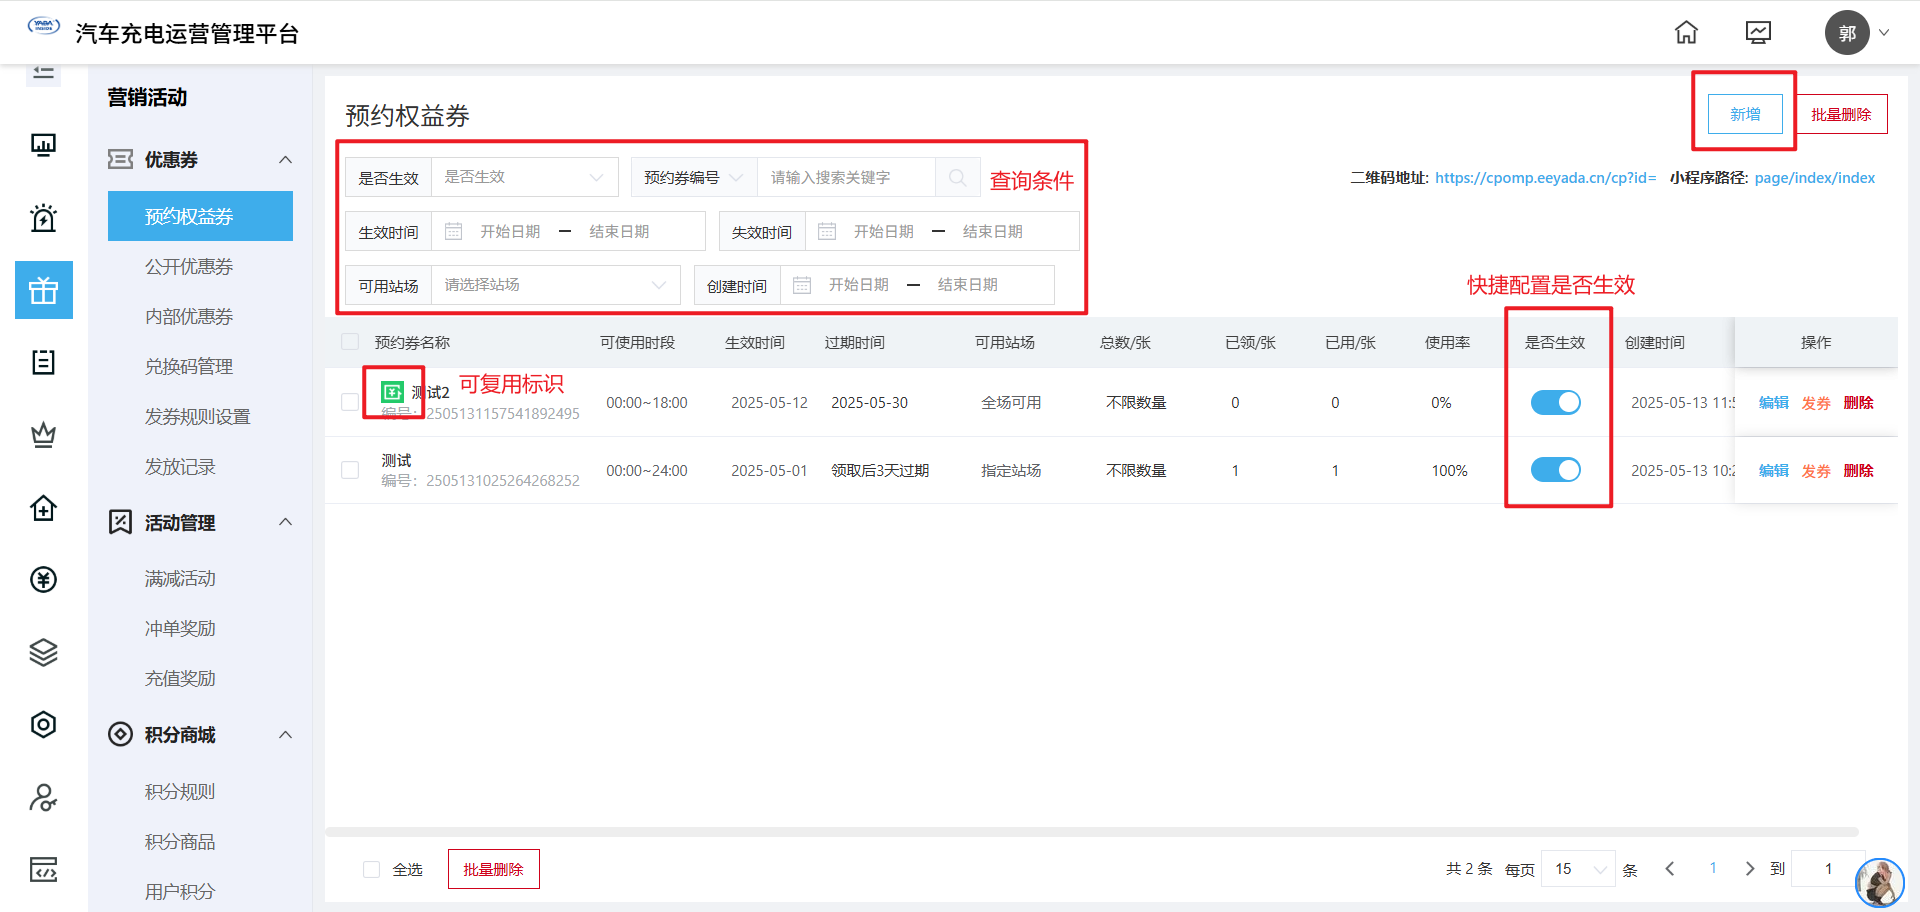 YADA
汽车充电运营管理平台
郭
营销活动
优惠券
预约权益券
公开优惠券
内部优惠券
兑换码管理
发券规则设置
发放记录
活动管理
满减活动
冲单奖励
充值奖励
积分商城
积分规则
积分商品
用户积分
预约权益券
新增
批量删除
是否生效 是否生效 预约券编号 请输入搜索关键字 查询条件
二维码地址: https://cpomp.eeyada.cn/cp?id= 小程序路径: page/index/index
生效时间 开始日期 — 结束日期 失效时间 开始日期 — 结束日期
可用站场 请选择站场 创建时间 开始日期 — 结束日期
快捷配置是否生效
预约券名称 可使用时段 生效时间 过期时间 可用站场 总数/张 已领/张 已用/张 使用率 是否生效 创建时间 操作
测试2 可复用标识
编号: 2505131157541892495 00:00~18:00 2025-05-12 2025-05-30 全场可用 不限数量 0 0 0% 2025-05-13 11:5 编辑 发券 删除
测试
编号: 2505131025264268252 00:00~24:00 2025-05-01 领取后3天过期 指定站场 不限数量 1 1 100% 2025-05-13 10:2 编辑 发券 删除
全选 批量删除
共 2 条 每页 15 条 1 到 1